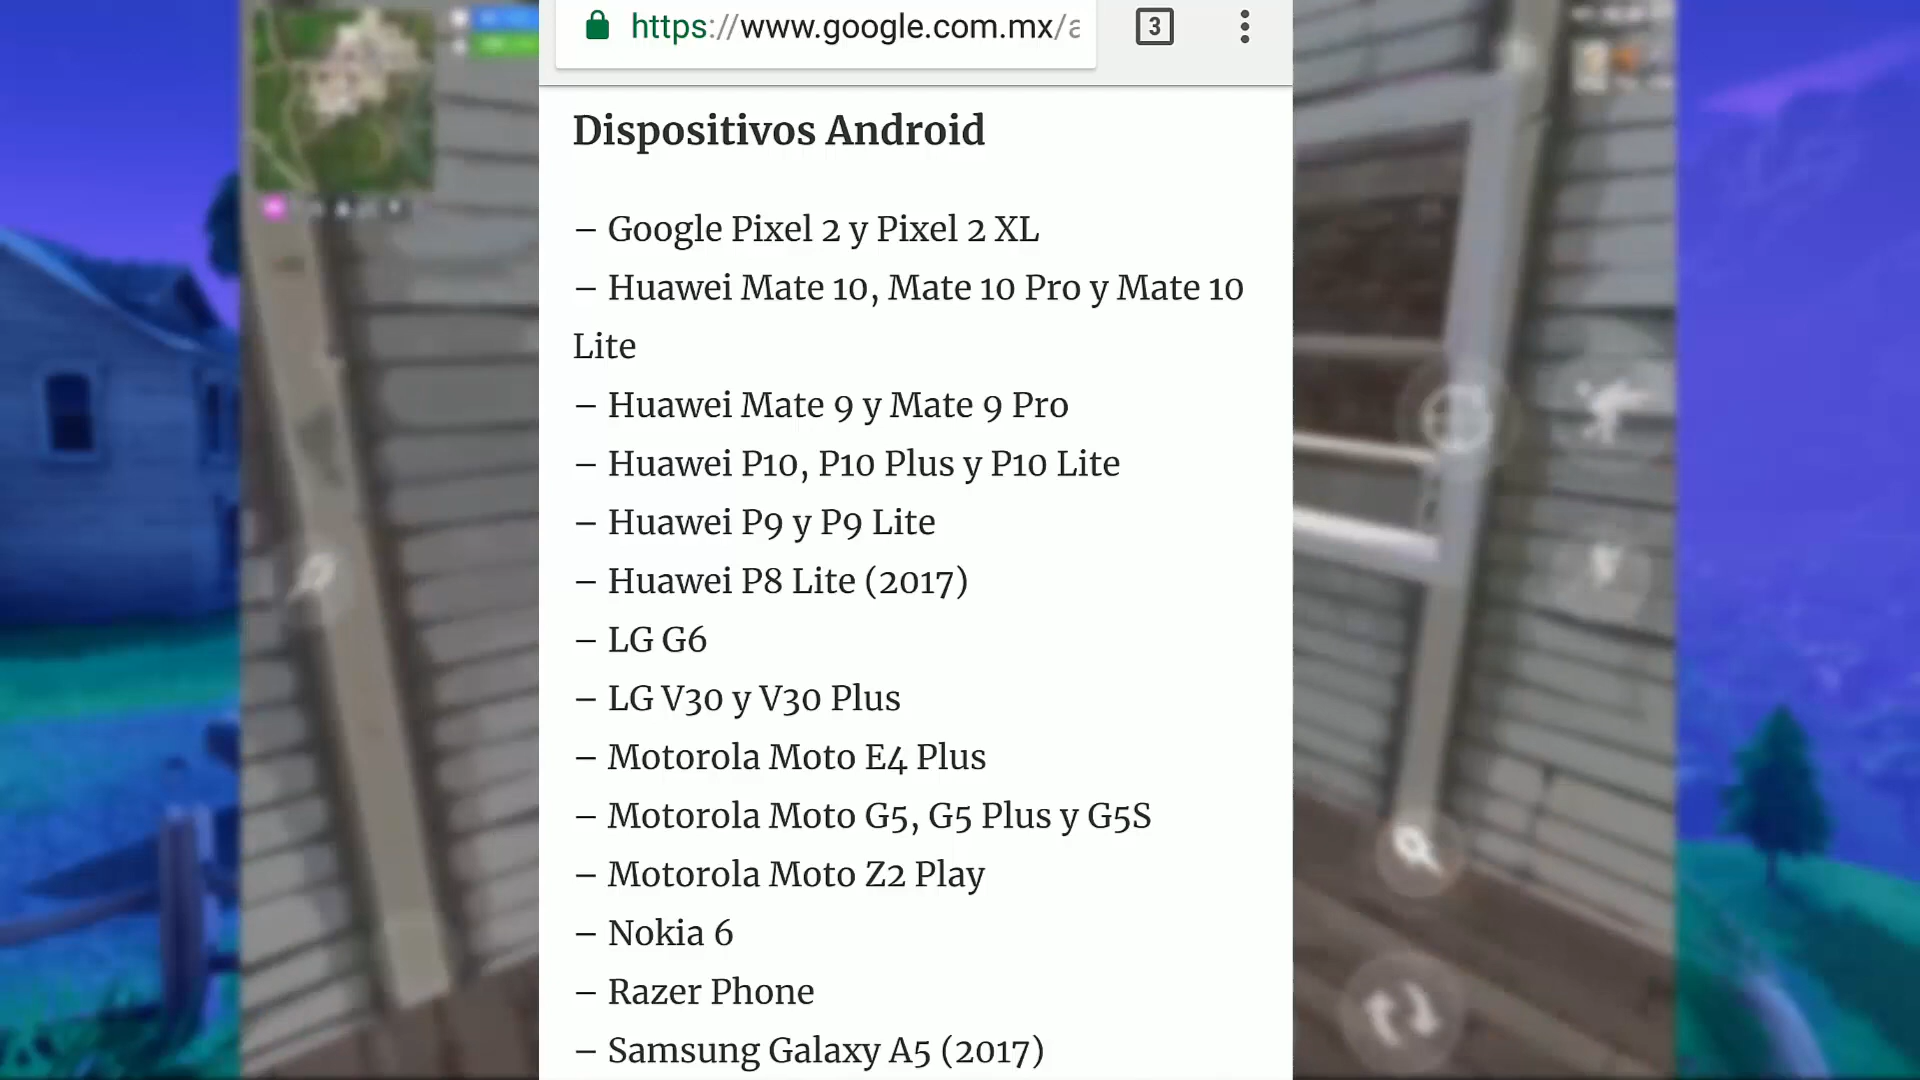 https://www.google.com.mx/a
3
Dispositivos Android
– Google Pixel 2 y Pixel 2 XL
– Huawei Mate 10, Mate 10 Pro y Mate 10
Lite
– Huawei Mate 9 y Mate 9 Pro
– Huawei P10, P10 Plus y P10 Lite
– Huawei P9 y P9 Lite
– Huawei P8 Lite (2017)
– LG G6
– LG V30 y V30 Plus
– Motorola Moto E4 Plus
– Motorola Moto G5, G5 Plus y G5S
– Motorola Moto Z2 Play
– Nokia 6
– Razer Phone
– Samsung Galaxy A5 (2017)